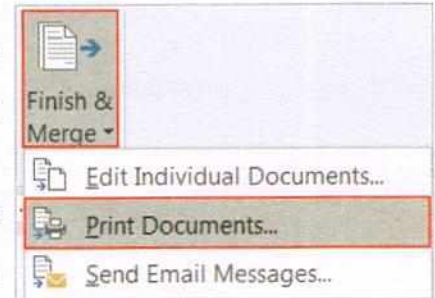 Finish &
Merge
Edit Individual Documents...
Print Documents...
Send Email Messages...